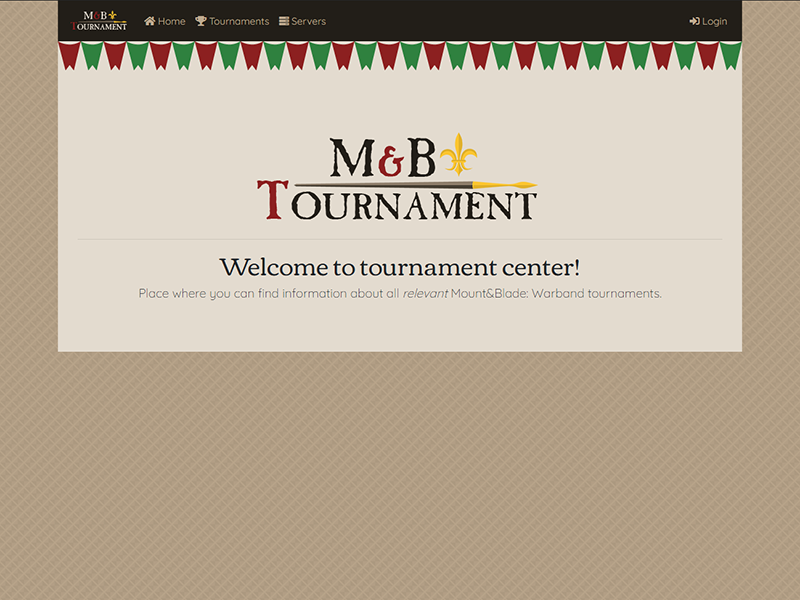 M&B
TOURNAMENT
Home Tournaments Servers Login
M&B
TOURNAMENT
Welcome to tournament center!
Place where you can find information about all relevant Mount&Blade: Warband tournaments.